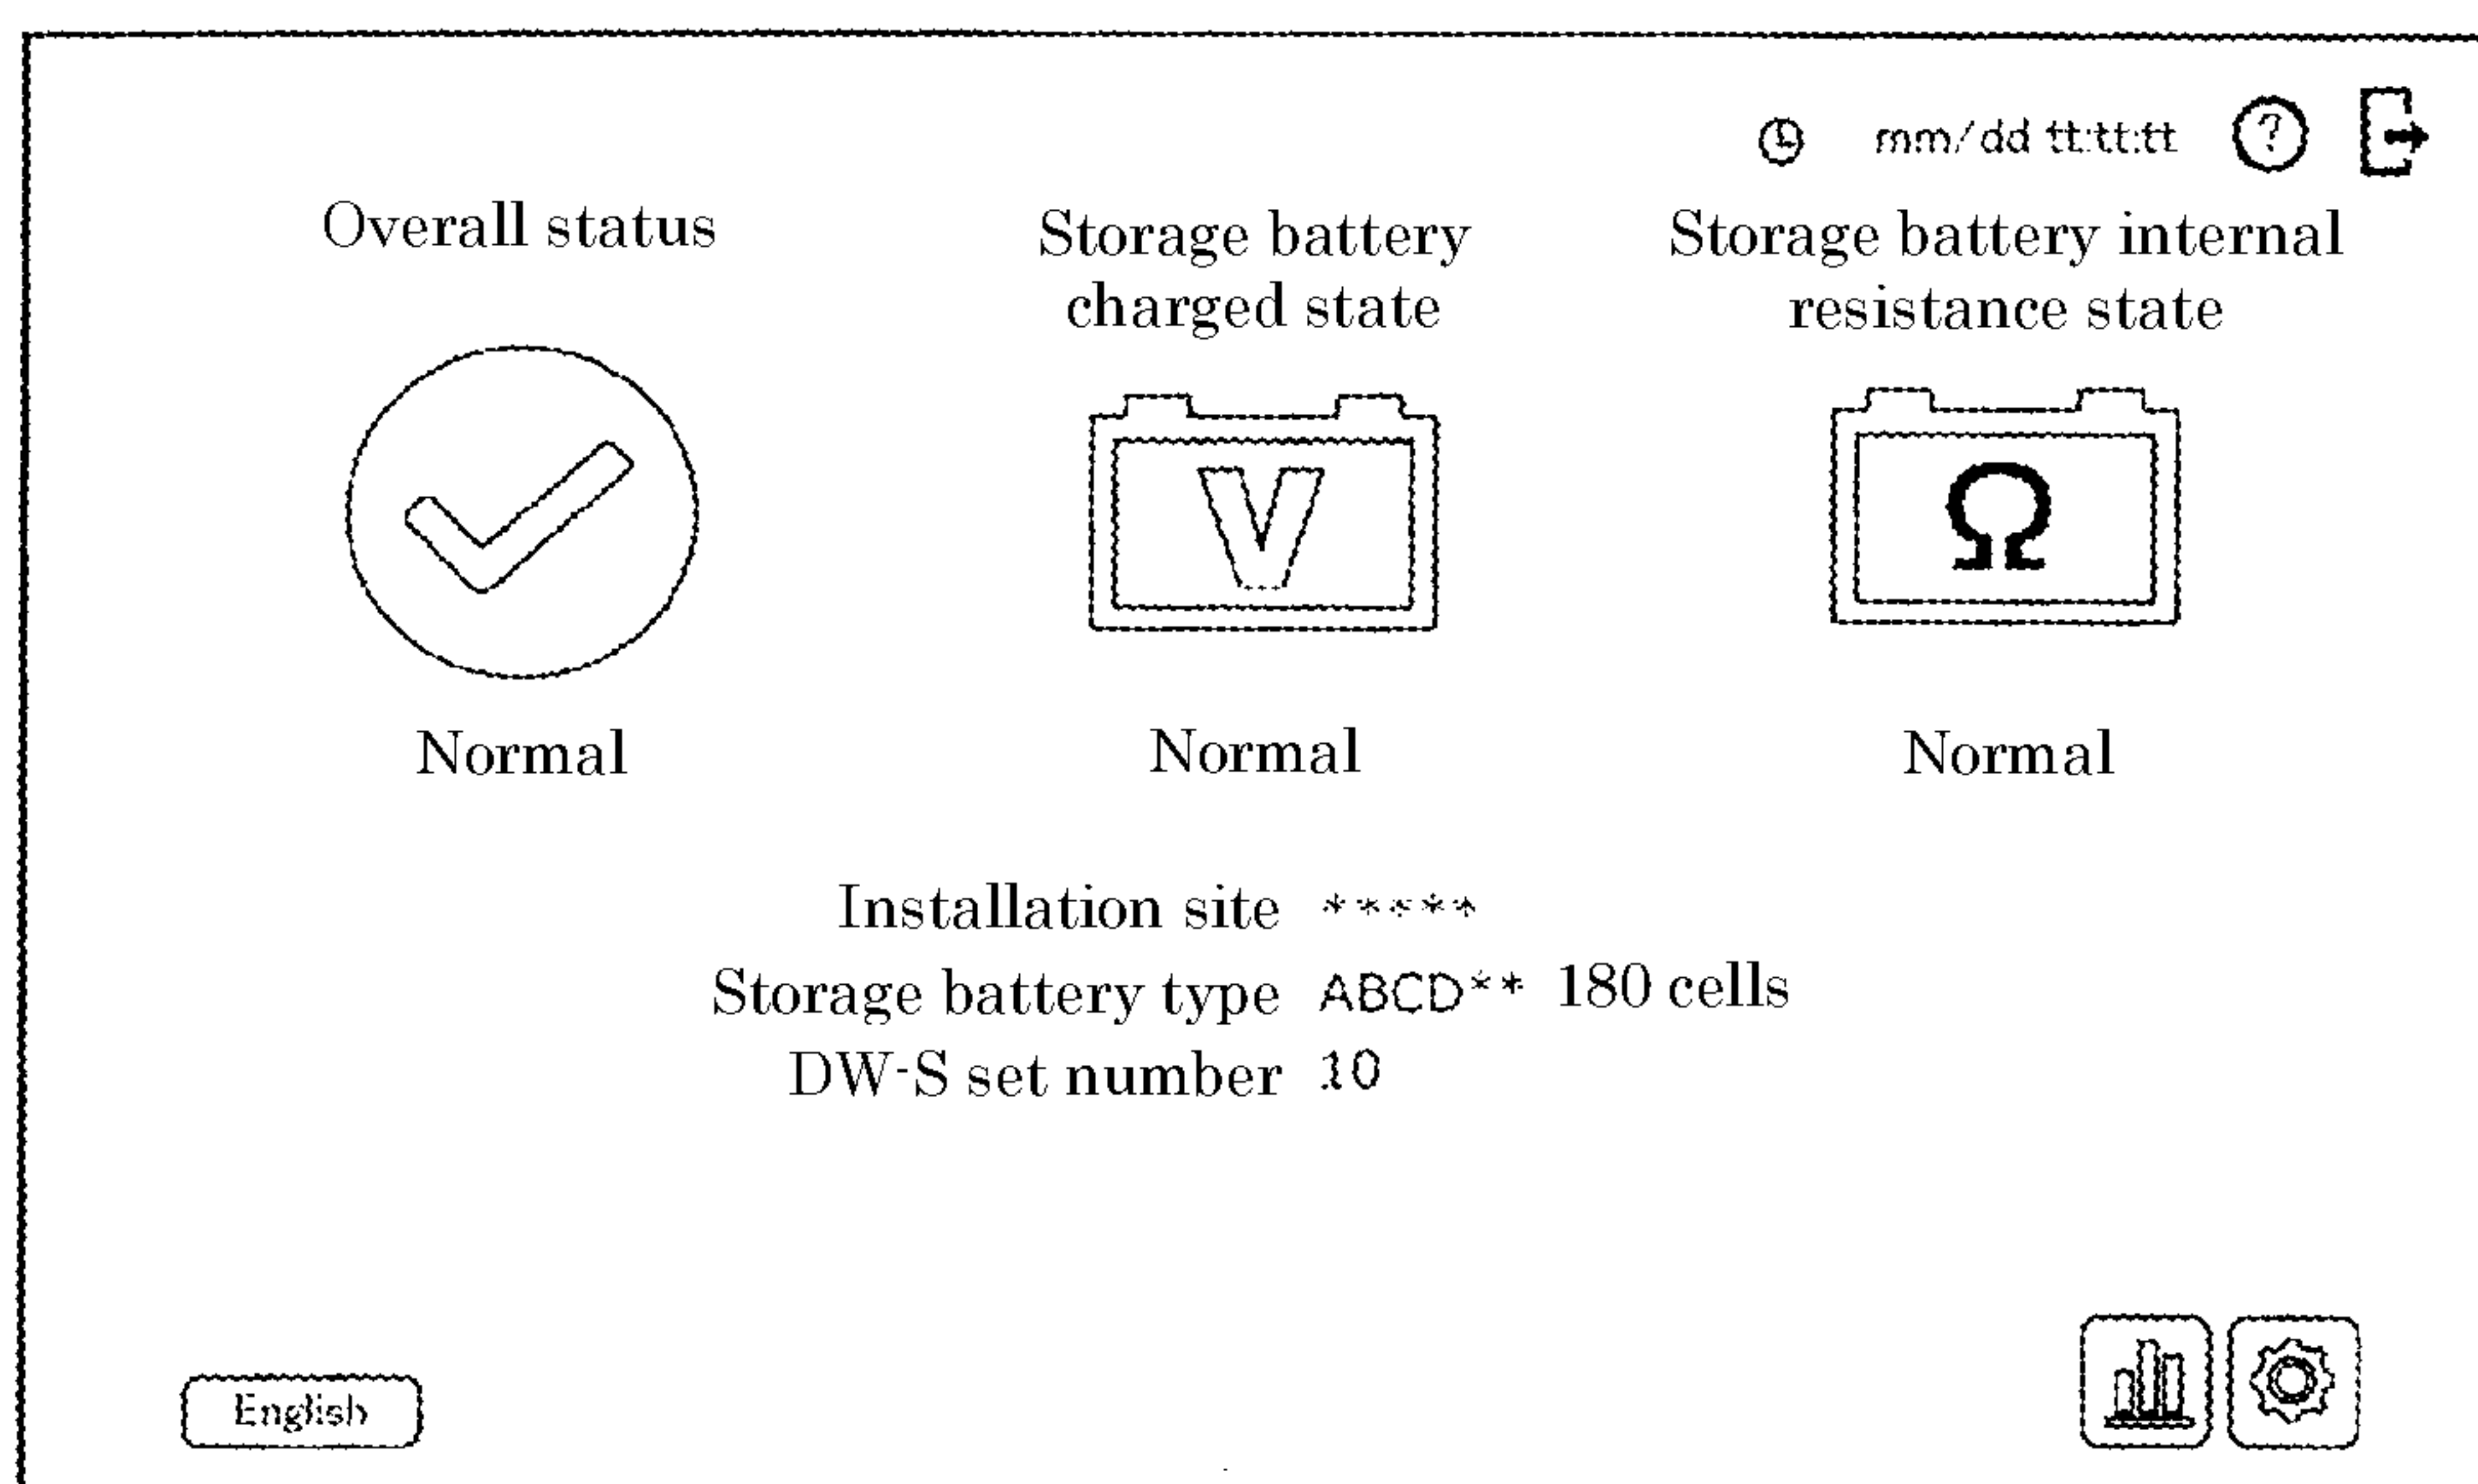 mm/dd tt:tt:tt ?
Overall status
Storage battery
charged state
Storage battery internal
resistance state
V
Ω
Normal
Normal
Normal
Installation site *****
Storage battery type ABCD** 180 cells
DW-S set number 10
English